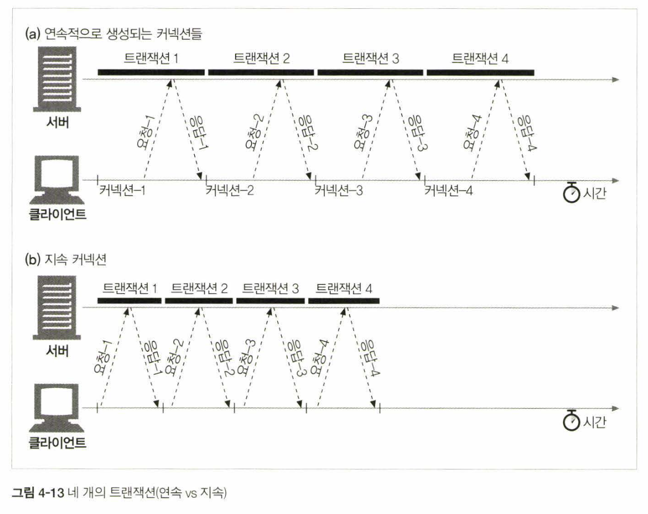 (a) 연속적으로 생성되는 커넥션들
트랜잭션 1 트랜잭션 2 트랜잭션 3 트랜잭션 4
서버
요청-1 응답-1 요청-2 응답-2 요청-3 응답-3 요청-4 응답-4
커넥션-1 커넥션-2 커넥션-3 커넥션-4
시간
클라이언트
(b) 지속 커넥션
트랜잭션 1 트랜잭션 2 트랜잭션 3 트랜잭션 4
서버
요청-1 응답-1 요청-2 응답-2 요청-3 응답-3 요청-4 응답-4
시간
클라이언트
그림 4-13 네 개의 트랜잭션(연속 vs 지속)